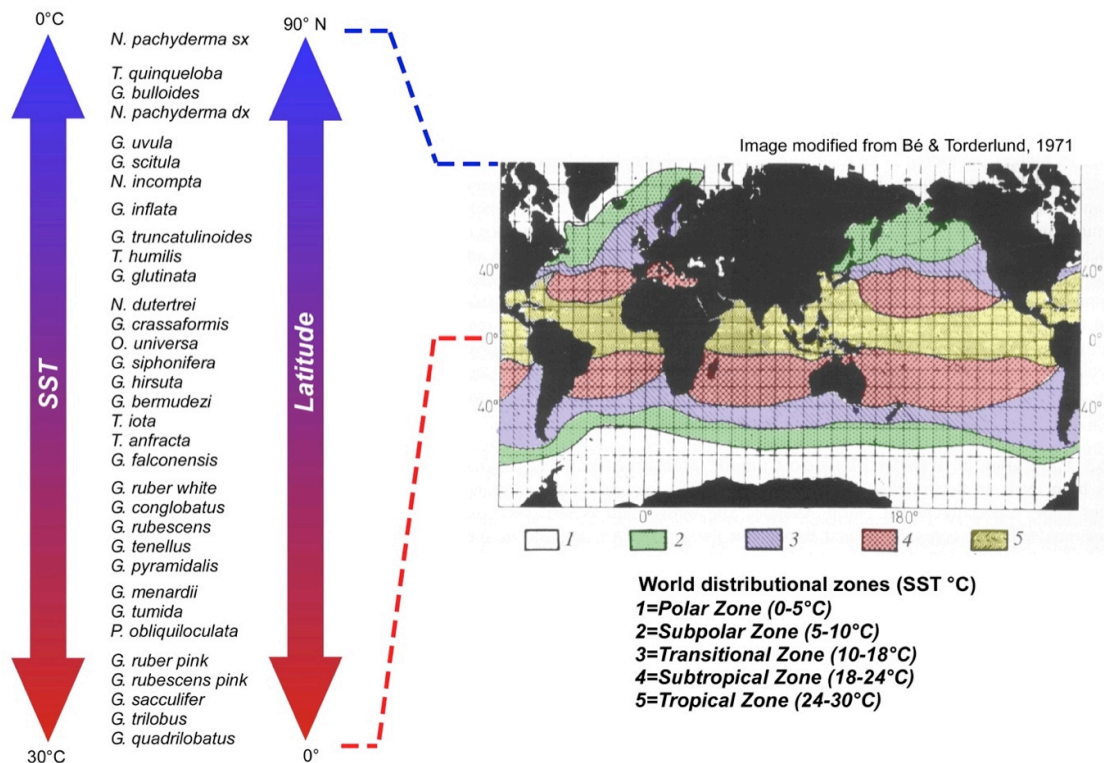 0°C
90° N
N. pachyderma sx
T. quinqueloba
G. bulloides
N. pachyderma dx
G. uvula
G. scitula
N. incompta
G. inflata
G. truncatulinoides
T. humilis
G. glutinata
N. dutertrei
G. crassaformis
O. universa
G. siphonifera
G. hirsuta
G. bermudezi
T. iota
T. anfracta
G. falconensis
G. ruber white
G. conglobatus
G. rubescens
G. tenellus
G. pyramidalis
G. menardii
G. tumida
P. obliquiloculata
G. ruber pink
G. rubescens pink
G. sacculifer
G. trilobus
G. quadrilobatus
SST
Latitude
30°C
0°
Image modified from Bé & Torderlund, 1971
40° 40°
0° 0°
40° 40°
0° 180°
1 2 3 4 5
World distributional zones (SST °C)
1=Polar Zone (0-5°C)
2=Subpolar Zone (5-10°C)
3=Transitional Zone (10-18°C)
4=Subtropical Zone (18-24°C)
5=Tropical Zone (24-30°C)